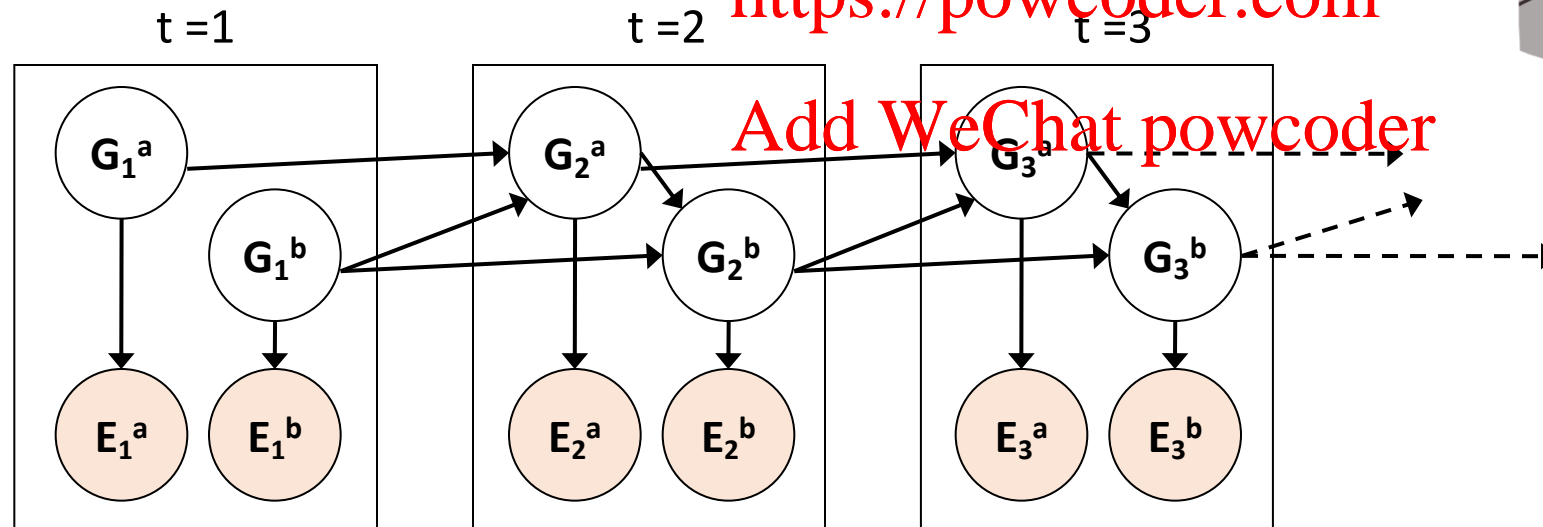 https://powcoder.com
t =1
t =2
t =3
Add WeChat powcoder
G₁ᵃ
G₂ᵃ
G₃ᵃ
G₁ᵇ
G₂ᵇ
G₃ᵇ
E₁ᵃ E₁ᵇ
E₂ᵃ E₂ᵇ
E₃ᵃ E₃ᵇ